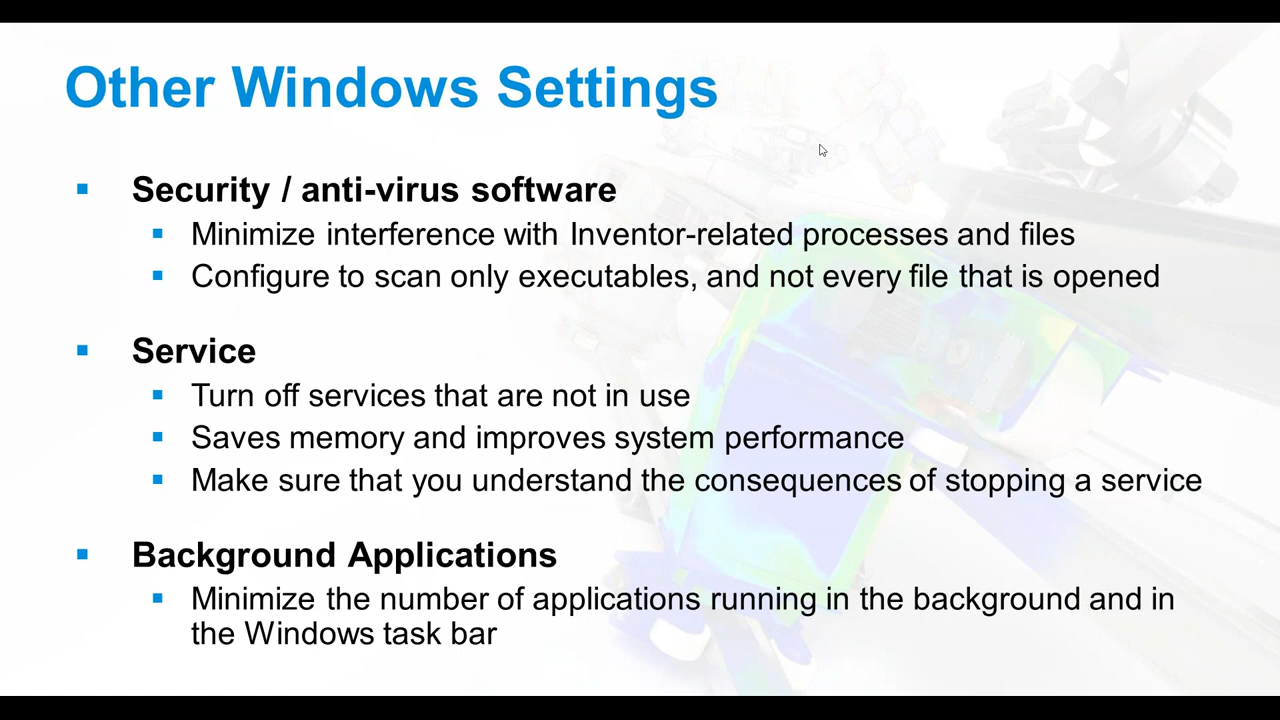 Other Windows Settings
Security / anti-virus software
Minimize interference with Inventor-related processes and files
Configure to scan only executables, and not every file that is opened
Service
Turn off services that are not in use
Saves memory and improves system performance
Make sure that you understand the consequences of stopping a service
Background Applications
Minimize the number of applications running in the background and in
the Windows task bar